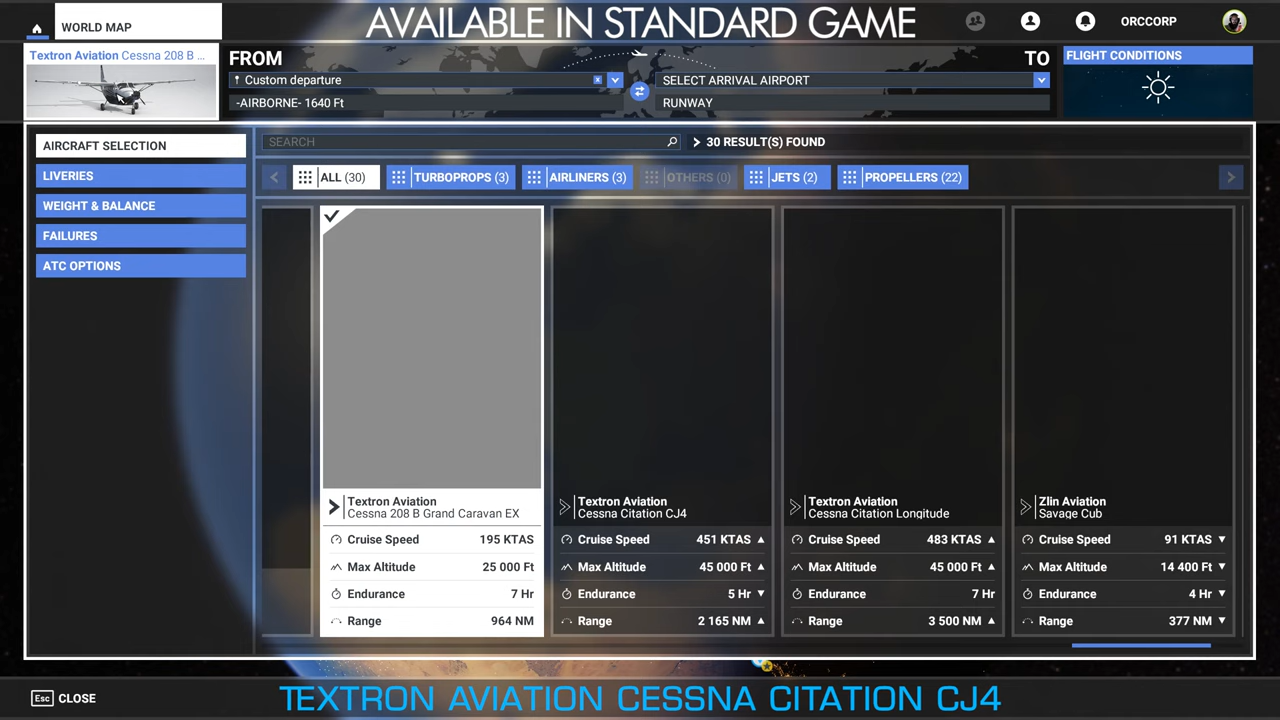 AVAILABLE IN STANDARD GAME
WORLD MAP
ORCCORP
Textron Aviation Cessna 208 B ...
FROM
Custom departure
-AIRBORNE- 1640 Ft
TO
SELECT ARRIVAL AIRPORT
RUNWAY
FLIGHT CONDITIONS
AIRCRAFT SELECTION
LIVERIES
WEIGHT & BALANCE
FAILURES
ATC OPTIONS
SEARCH
30 RESULT(S) FOUND
ALL (30)
TURBOPROPS (3)
AIRLINERS (3)
OTHERS (0)
JETS (2)
PROPELLERS (22)
Textron Aviation
Cessna 208 B Grand Caravan EX
Cruise Speed 195 KTAS
Max Altitude 25 000 Ft
Endurance 7 Hr
Range 964 NM
Textron Aviation
Cessna Citation CJ4
Cruise Speed 451 KTAS
Max Altitude 45 000 Ft
Endurance 5 Hr
Range 2 165 NM
Textron Aviation
Cessna Citation Longitude
Cruise Speed 483 KTAS
Max Altitude 45 000 Ft
Endurance 7 Hr
Range 3 500 NM
Zlin Aviation
Savage Cub
Cruise Speed 91 KTAS
Max Altitude 14 400 Ft
Endurance 4 Hr
Range 377 NM
Esc CLOSE
TEXTRON AVIATION CESSNA CITATION CJ4